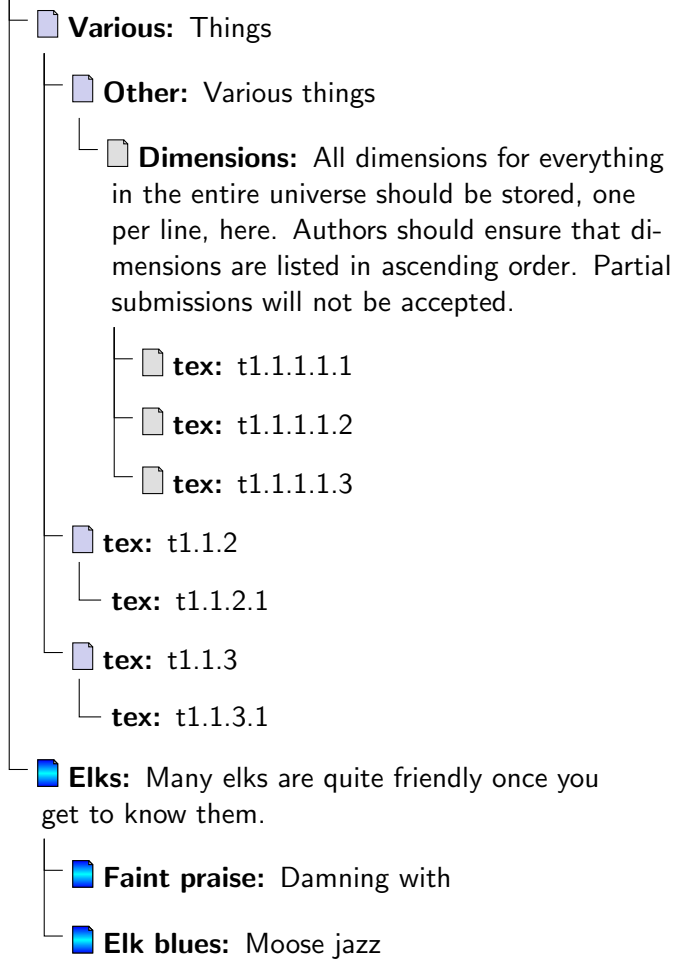 Various: Things
Other: Various things
Dimensions: All dimensions for everything
in the entire universe should be stored, one
per line, here. Authors should ensure that di-
mensions are listed in ascending order. Partial
submissions will not be accepted.
tex: t1.1.1.1.1
tex: t1.1.1.1.2
tex: t1.1.1.1.3
tex: t1.1.2
tex: t1.1.2.1
tex: t1.1.3
tex: t1.1.3.1
Elks: Many elks are quite friendly once you
get to know them.
Faint praise: Damning with
Elk blues: Moose jazz